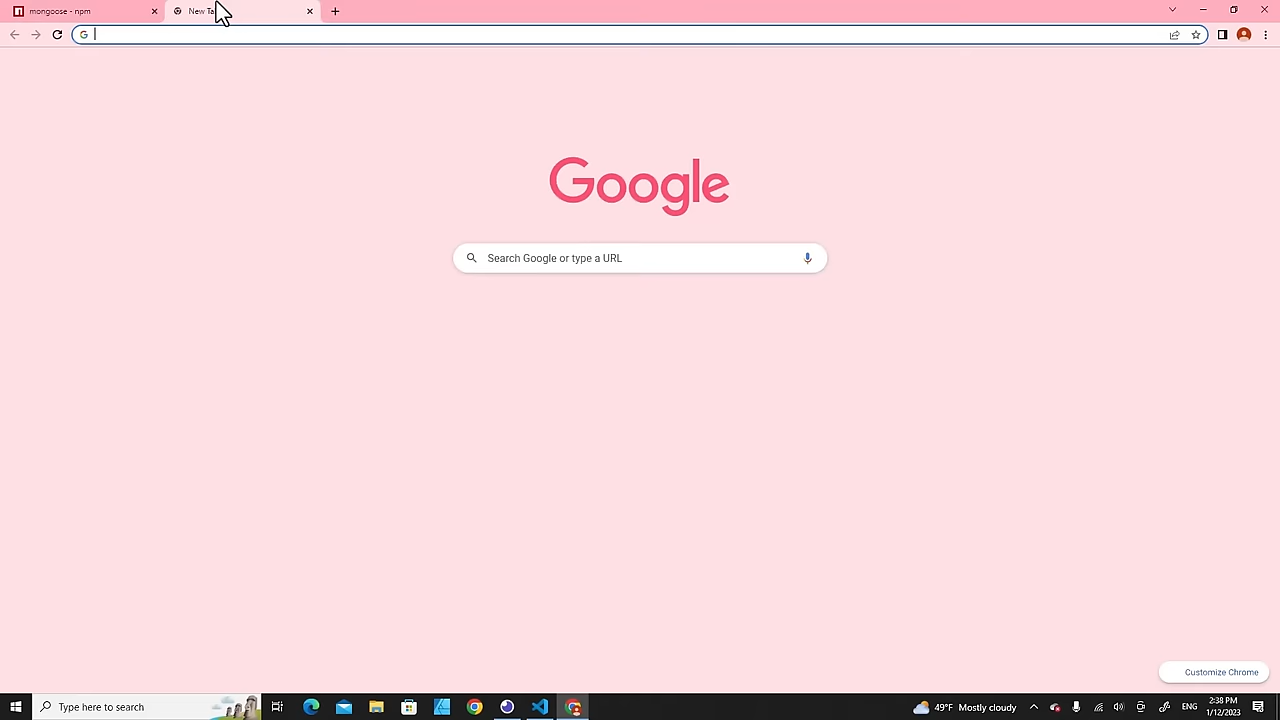 mongoose - npm
New Ta
Google
Search Google or type a URL
Customize Chrome
Type here to search
49°F Mostly cloudy
ENG
2:38 PM
1/12/2023